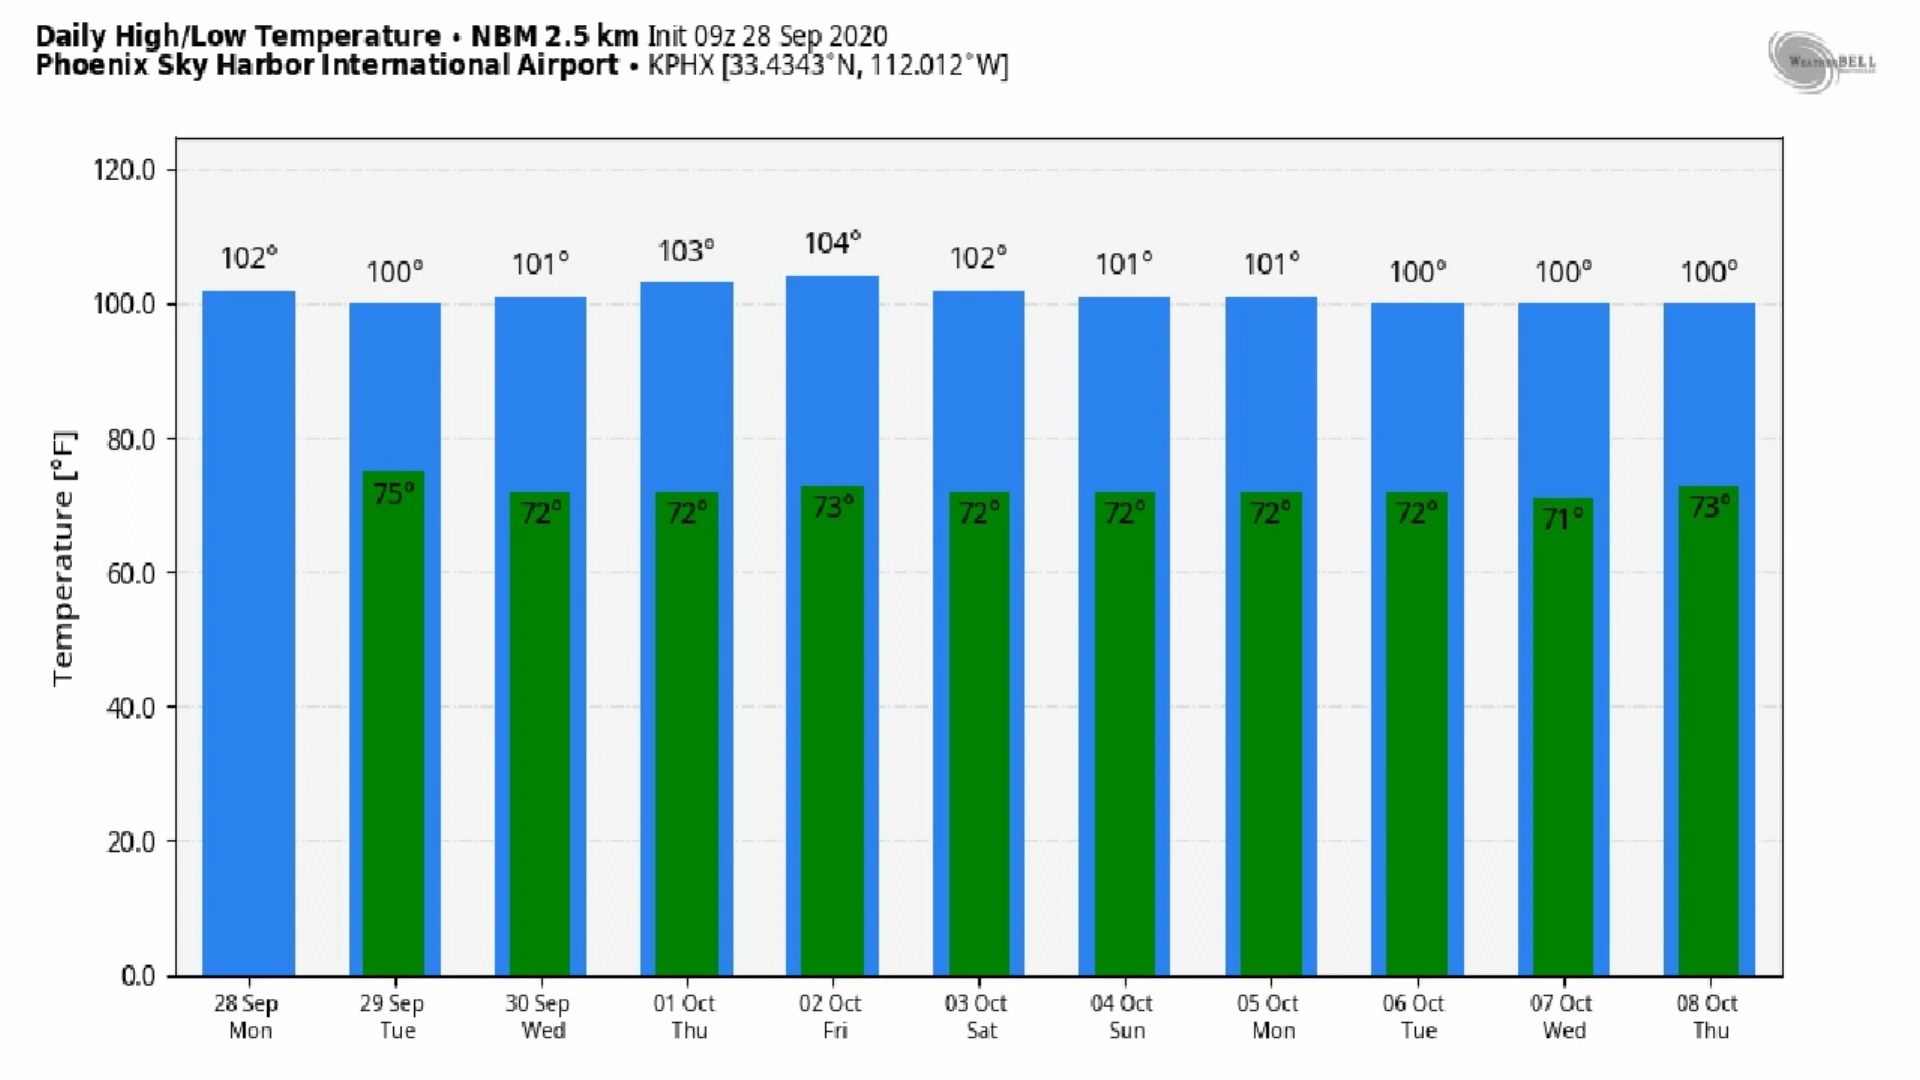 Daily High/Low Temperature • NBM 2.5 km Init 09z 28 Sep 2020
Phoenix Sky Harbor International Airport • KPHX [33.4343°N, 112.012°W]
WeatherBELL
Temperature [°F]
120.0
100.0
80.0
60.0
40.0
20.0
0.0
102° 100° 101° 103° 104° 102° 101° 101° 100° 100° 100°
75° 72° 72° 73° 72° 72° 72° 72° 71° 73°
28 Sep 29 Sep 30 Sep 01 Oct 02 Oct 03 Oct 04 Oct 05 Oct 06 Oct 07 Oct 08 Oct
Mon Tue Wed Thu Fri Sat Sun Mon Tue Wed Thu